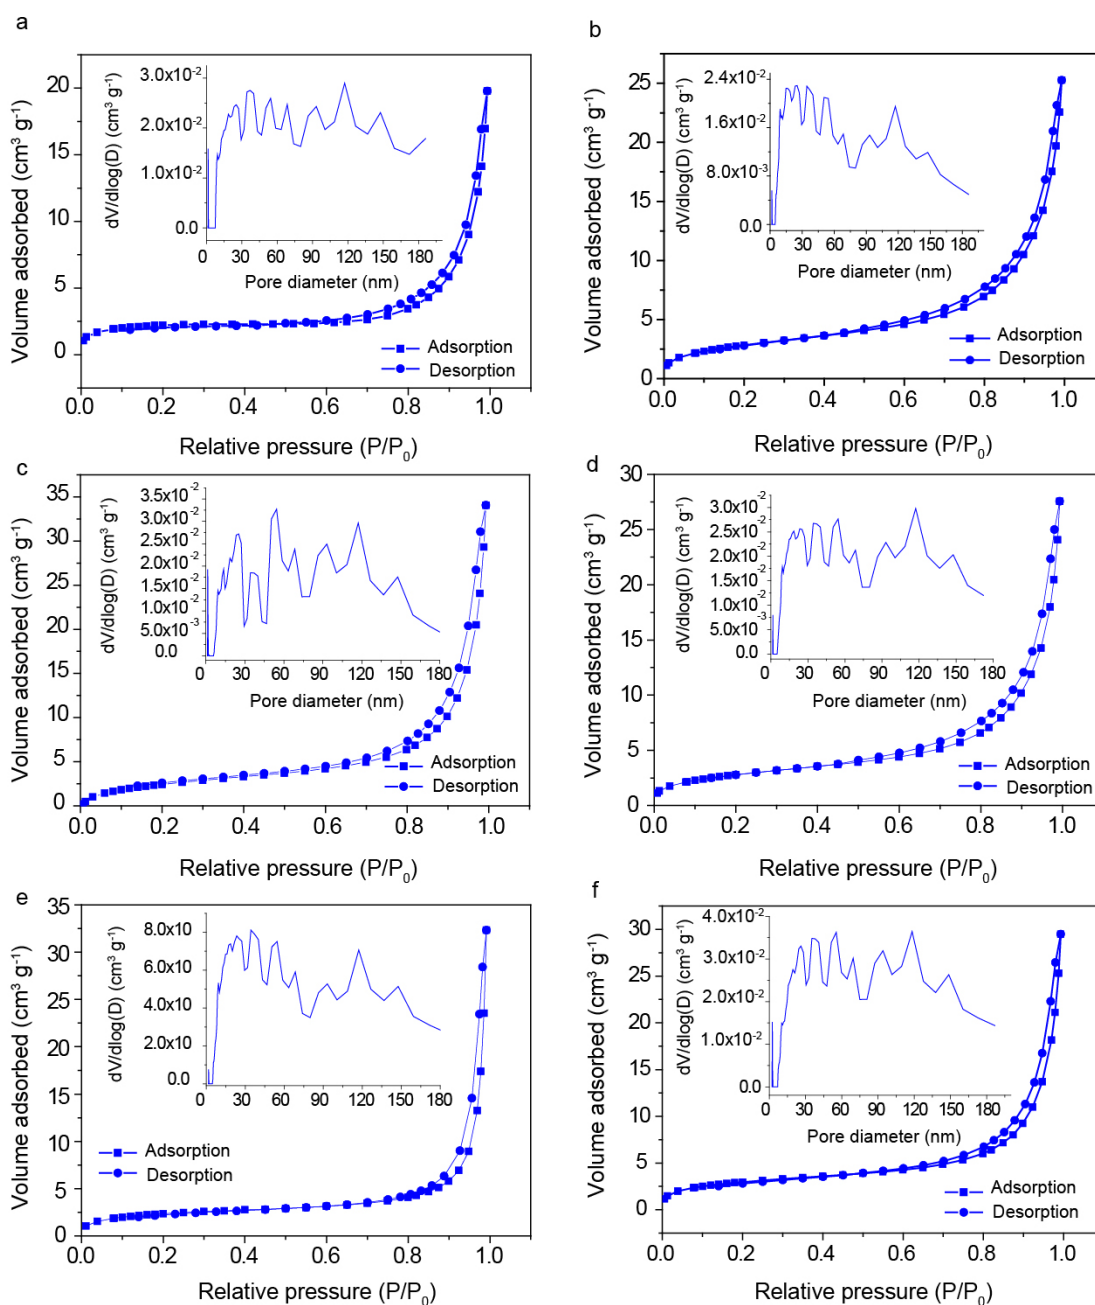 a
Volume adsorbed (cm³ g⁻¹)
20
15
10
5
0
0.0 0.2 0.4 0.6 0.8 1.0
Relative pressure (P/P₀)
Adsorption
Desorption
dV/dlog(D) (cm³ g⁻¹)
3.0x10⁻²
2.0x10⁻²
1.0x10⁻²
0.0
0 30 60 90 120 150 180
Pore diameter (nm)
b
Volume adsorbed (cm³ g⁻¹)
25
20
15
10
5
0
0.0 0.2 0.4 0.6 0.8 1.0
Relative pressure (P/P₀)
Adsorption
Desorption
dV/dlog(D) (cm³ g⁻¹)
2.4x10⁻²
1.8x10⁻²
1.2x10⁻²
6.0x10⁻³
0.0
0 30 60 90 120 150 180
Pore diameter (nm)
c
Volume adsorbed (cm³ g⁻¹)
35
30
25
20
15
10
5
0
0.0 0.2 0.4 0.6 0.8 1.0
Relative pressure (P/P₀)
Adsorption
Desorption
dV/dlog(D) (cm³ g⁻¹)
3.5x10⁻²
3.0x10⁻²
2.5x10⁻²
2.0x10⁻²
1.5x10⁻²
1.0x10⁻²
5.0x10⁻³
0.0
0 30 60 90 120 150 180
Pore diameter (nm)
d
Volume adsorbed (cm³ g⁻¹)
30
25
20
15
10
5
0
0.0 0.2 0.4 0.6 0.8 1.0
Relative pressure (P/P₀)
Adsorption
Desorption
dV/dlog(D) (cm³ g⁻¹)
3.0x10⁻²
2.5x10⁻²
2.0x10⁻²
1.5x10⁻²
1.0x10⁻²
5.0x10⁻³
0.0
0 30 60 90 120 150 180
Pore diameter (nm)
e
Volume adsorbed (cm³ g⁻¹)
35
30
25
20
15
10
5
0
0.0 0.2 0.4 0.6 0.8 1.0
Relative pressure (P/P₀)
Adsorption
Desorption
dV/dlog(D) (cm³ g⁻¹)
8.0x10
6.0x10
4.0x10
2.0x10
0.0
0 30 60 90 120 150 180
Pore diameter (nm)
f
Volume adsorbed (cm³ g⁻¹)
30
25
20
15
10
5
0
0.0 0.2 0.4 0.6 0.8 1.0
Relative pressure (P/P₀)
Adsorption
Desorption
dV/dlog(D) (cm³ g⁻¹)
4.0x10⁻²
3.0x10⁻²
2.0x10⁻²
1.0x10⁻²
0.0
0 30 60 90 120 150 180
Pore diameter (nm)